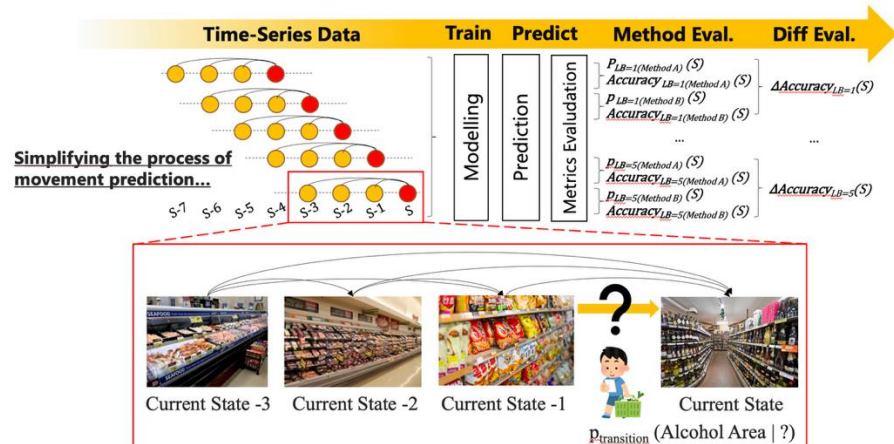 Time-Series Data
Train
Predict
Method Eval.
Diff Eval.
Simplifying the process of
movement prediction...
S-7
S-6
S-5
S-4
S-3
S-2
S-1
S
Modelling
Prediction
Metrics Evaludation
P LB=1(Method A) (S)
Accuracy LB=1(Method A) (S)
p LB=1(Method B) (S)
Accuracy LB=1(Method B) (S)
...
p LB=5(Method A) (S)
Accuracy LB=5(Method A) (S)
p LB=5(Method B) (S)
Accuracy LB=5(Method B) (S)
ΔAccuracy LB=1(S)
...
ΔAccuracy LB=5(S)
SEAFOOD
?
Current State -3
Current State -2
Current State -1
Current State
p transition (Alcohol Area | ?)